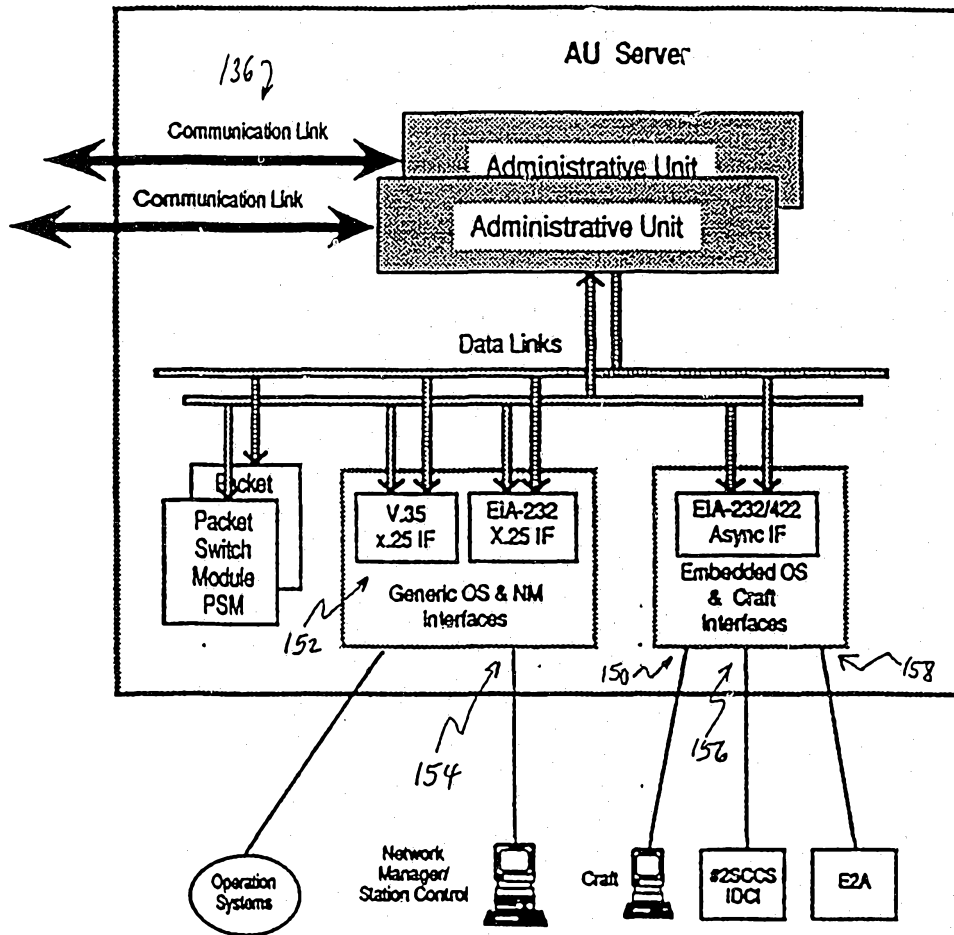 AU Server
136
Communication Link
Administrative Unit
Communication Link
Administrative Unit
Data Links
Packet
Packet
Switch
Module
PSM
V.35
x.25 IF
EIA-232
X.25 IF
Generic OS & NM
Interfaces
EIA-232/422
Async IF
Embedded OS
& Craft
Interfaces
152
154
150
156
158
Operation
Systems
Network
Manager/
Station Control
Craft
#2SCCS
IDCI
E2A